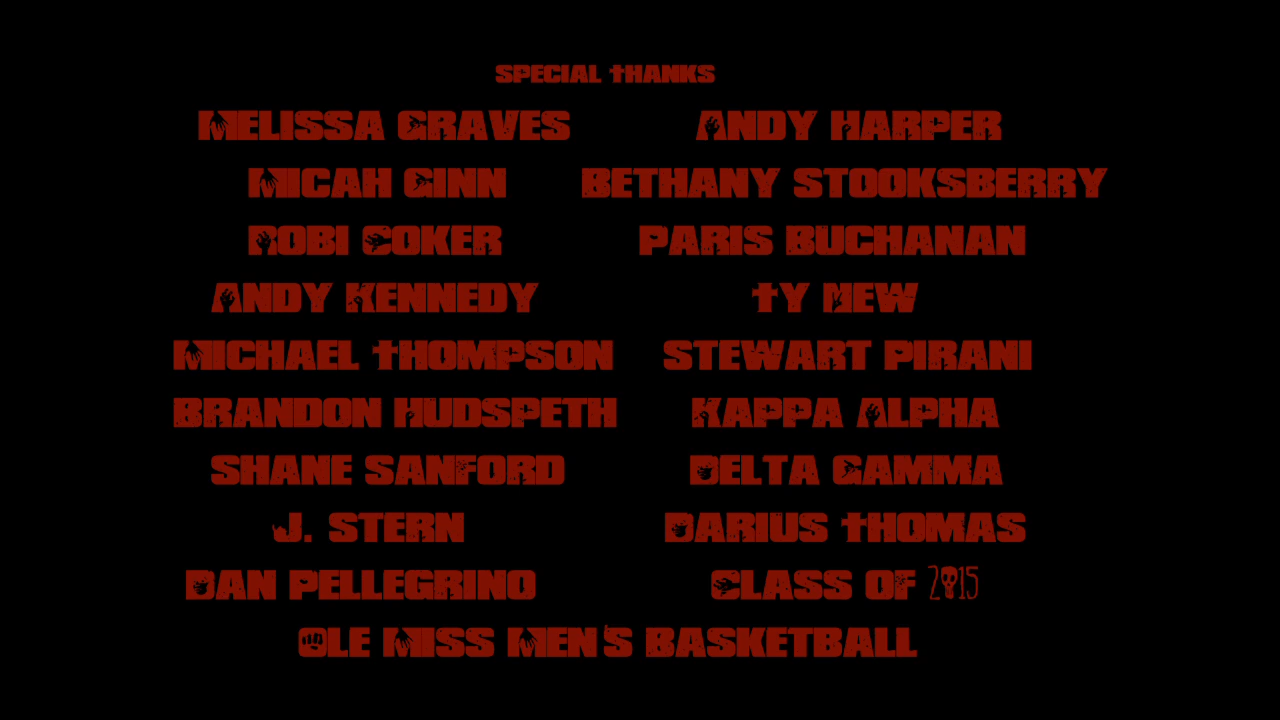 SPECIAL THANKS
MELISSA GRAVES ANDY HARPER
MICAH GINN BETHANY STOOKSBERRY
ROBI COKER PARIS BUCHANAN
ANDY KENNEDY TY NEW
MICHAEL THOMPSON STEWART PIRANI
BRANDON HUDSPETH KAPPA ALPHA
SHANE SANFORD DELTA GAMMA
J. STERN DARIUS THOMAS
DAN PELLEGRINO CLASS OF 2015
OLE MISS MEN'S BASKETBALL